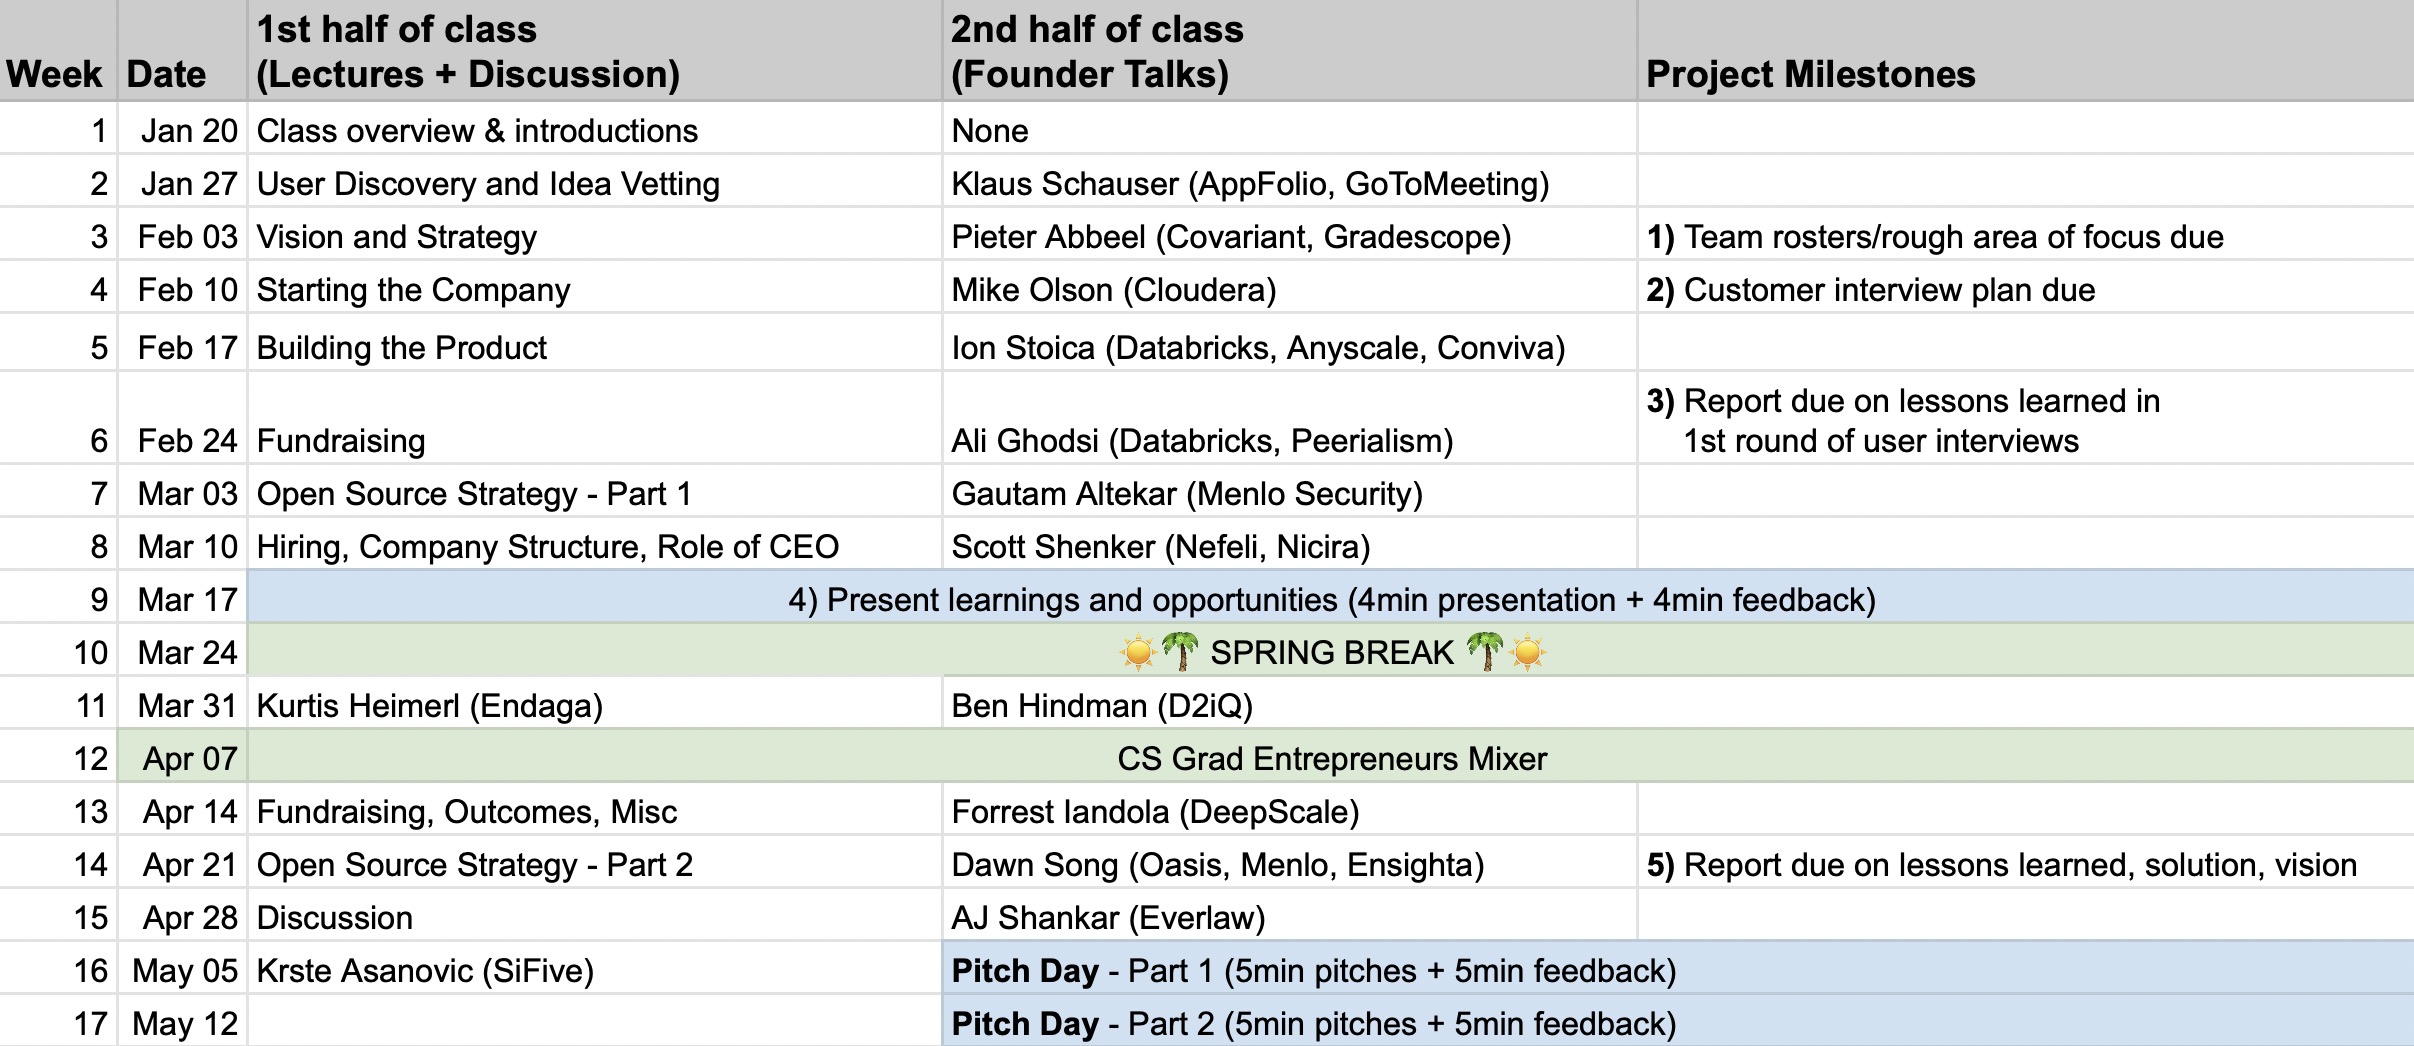 Week Date 1st half of class (Lectures + Discussion) 2nd half of class (Founder Talks) Project Milestones
1 Jan 20 Class overview & introductions None
2 Jan 27 User Discovery and Idea Vetting Klaus Schauser (AppFolio, GoToMeeting)
3 Feb 03 Vision and Strategy Pieter Abbeel (Covariant, Gradescope) 1) Team rosters/rough area of focus due
4 Feb 10 Starting the Company Mike Olson (Cloudera) 2) Customer interview plan due
5 Feb 17 Building the Product Ion Stoica (Databricks, Anyscale, Conviva)
6 Feb 24 Fundraising Ali Ghodsi (Databricks, Peerialism) 3) Report due on lessons learned in 1st round of user interviews
7 Mar 03 Open Source Strategy - Part 1 Gautam Altekar (Menlo Security)
8 Mar 10 Hiring, Company Structure, Role of CEO Scott Shenker (Nefeli, Nicira)
9 Mar 17 4) Present learnings and opportunities (4min presentation + 4min feedback)
10 Mar 24 ☀️🌴 SPRING BREAK 🌴☀️
11 Mar 31 Kurtis Heimerl (Endaga) Ben Hindman (D2iQ)
12 Apr 07 CS Grad Entrepreneurs Mixer
13 Apr 14 Fundraising, Outcomes, Misc Forrest Iandola (DeepScale)
14 Apr 21 Open Source Strategy - Part 2 Dawn Song (Oasis, Menlo, Ensighta) 5) Report due on lessons learned, solution, vision
15 Apr 28 Discussion AJ Shankar (Everlaw)
16 May 05 Krste Asanovic (SiFive) Pitch Day - Part 1 (5min pitches + 5min feedback)
17 May 12 Pitch Day - Part 2 (5min pitches + 5min feedback)